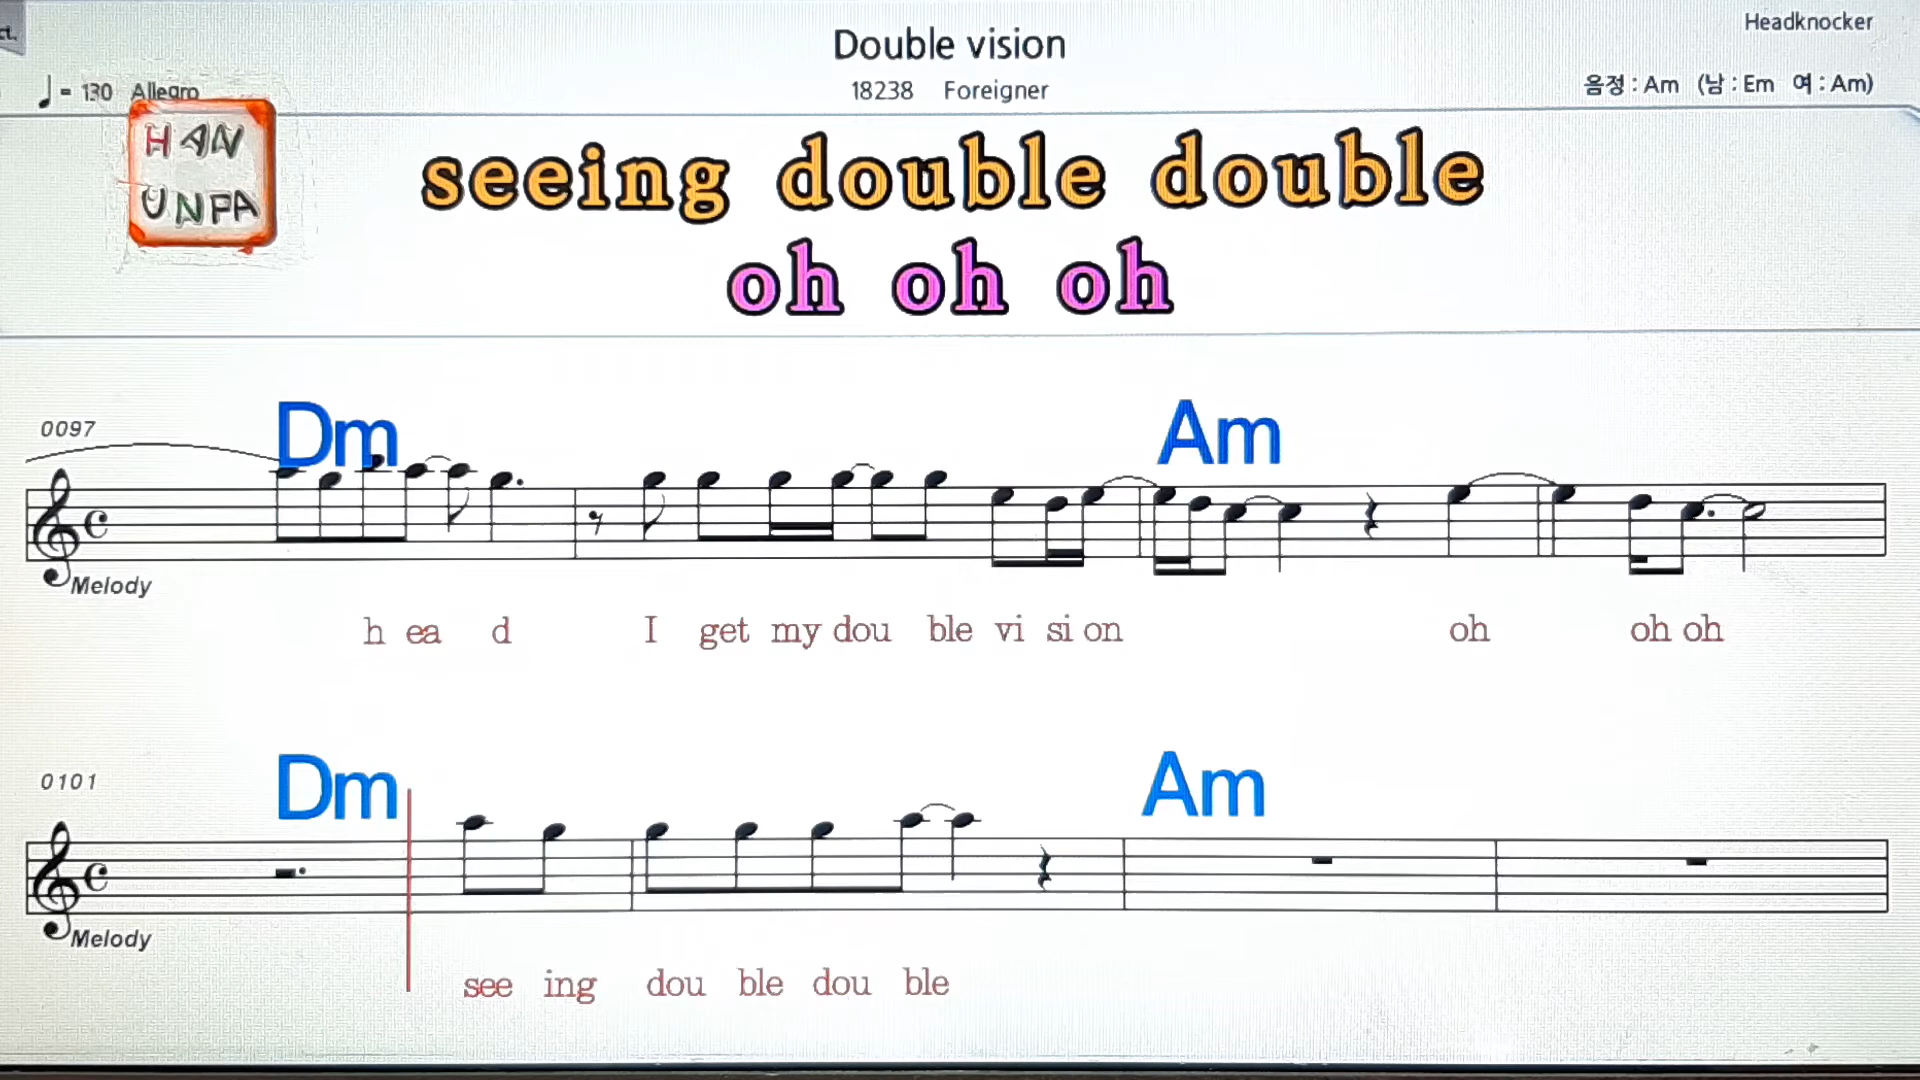 ct.
Double vision
Headknocker
♩ = 130 Allegro
18238 Foreigner
음정 : Am (남 : Em 여 : Am)
HAN
UNPA
seeing double double
oh oh oh
0097
Dm Am
Melody
h ea d I get my dou ble vi si on oh oh oh
0101
Dm Am
Melody
see ing dou ble dou ble